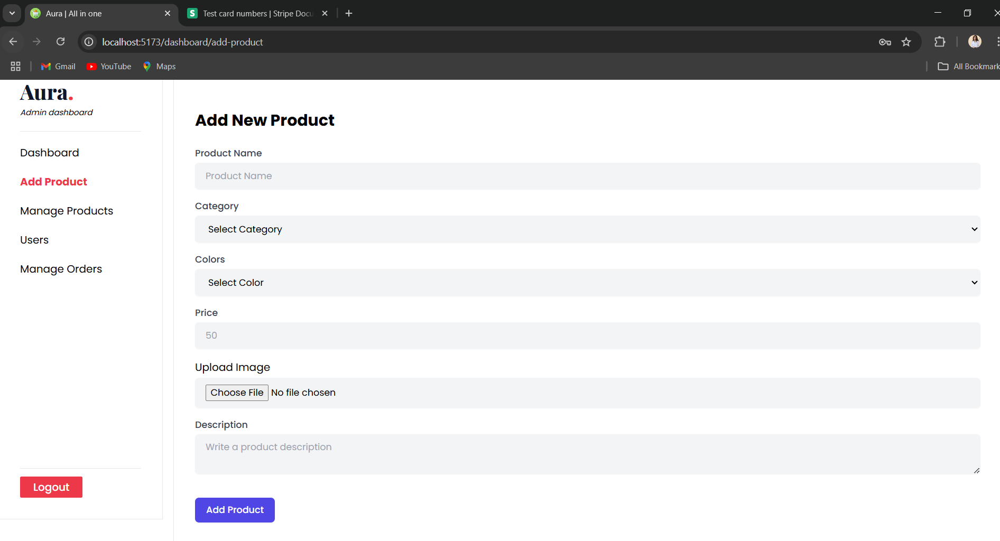 Aura | All in one
Test card numbers | Stripe Docu
localhost:5173/dashboard/add-product
Gmail
YouTube
Maps
All Bookmark
Aura.
Admin dashboard
Dashboard
Add Product
Manage Products
Users
Manage Orders
Logout
Add New Product
Product Name
Product Name
Category
Select Category
Colors
Select Color
Price
50
Upload Image
Choose File No file chosen
Description
Write a product description
Add Product